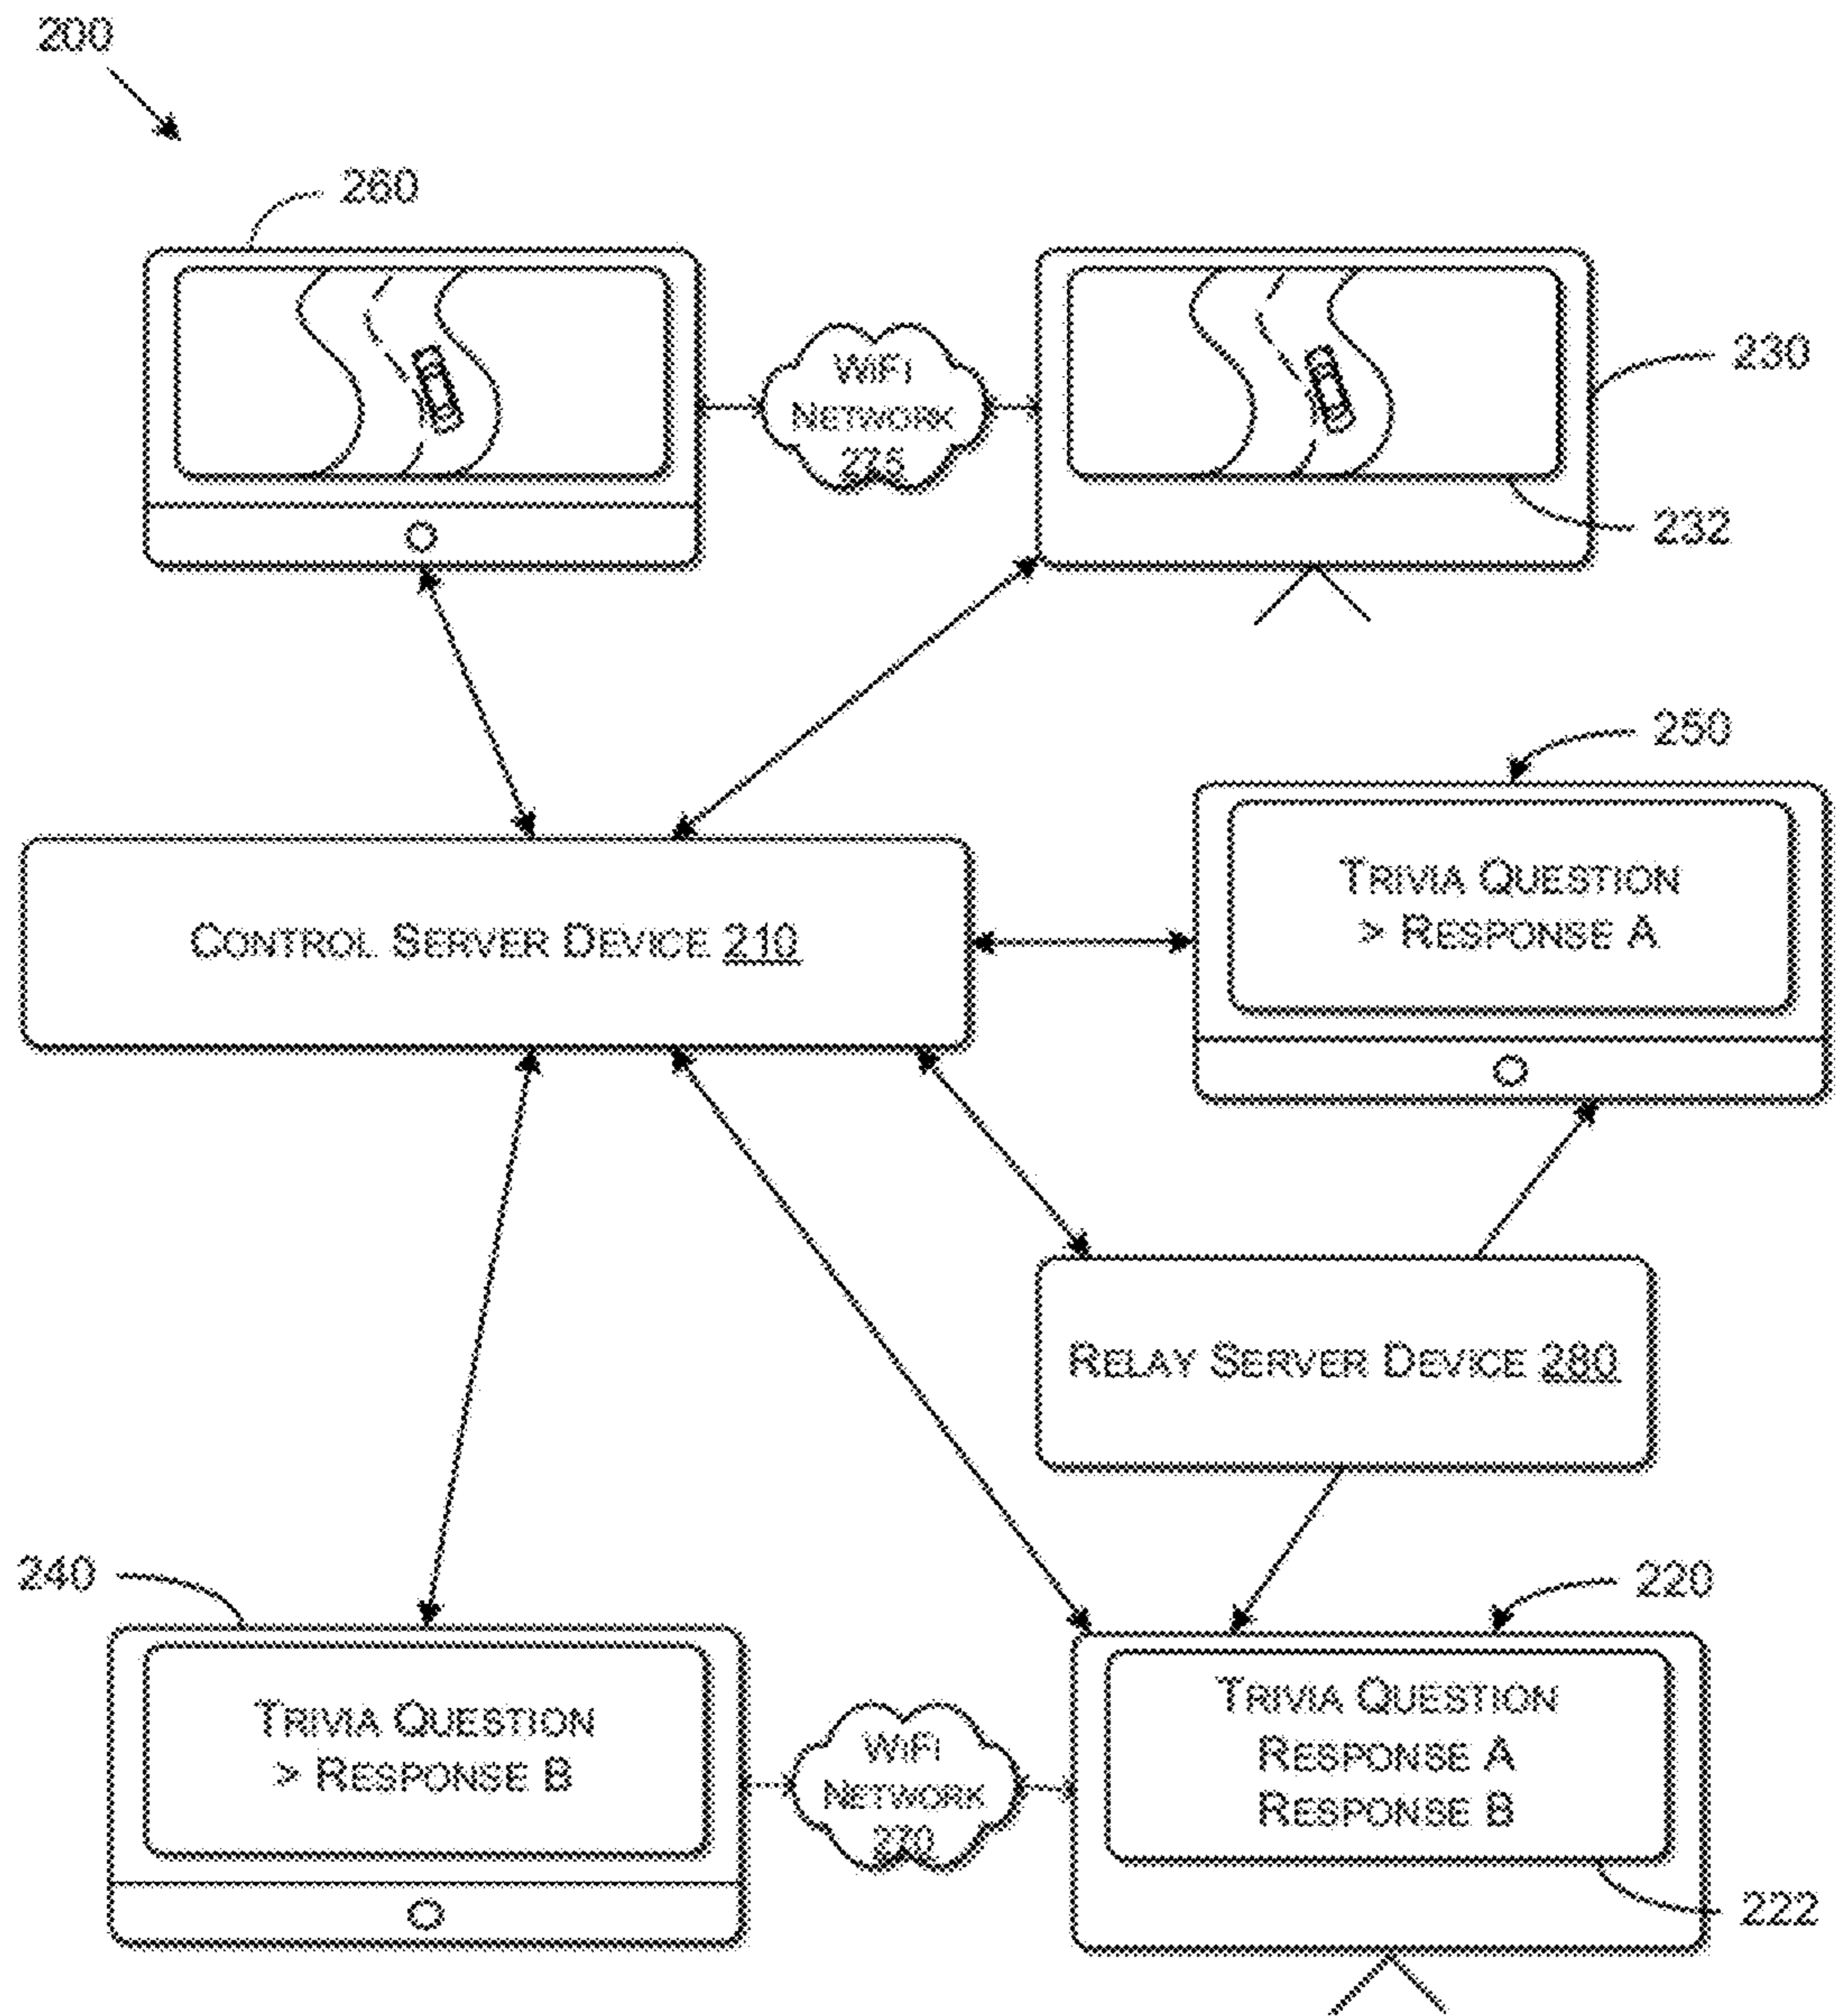 200
260
WIFI
NETWORK
275
230
232
250
TRIVIA QUESTION
> RESPONSE A
CONTROL SERVER DEVICE 210
RELAY SERVER DEVICE 280
240
220
TRIVIA QUESTION
> RESPONSE B
WIFI
NETWORK
270
TRIVIA QUESTION
RESPONSE A
RESPONSE B
222